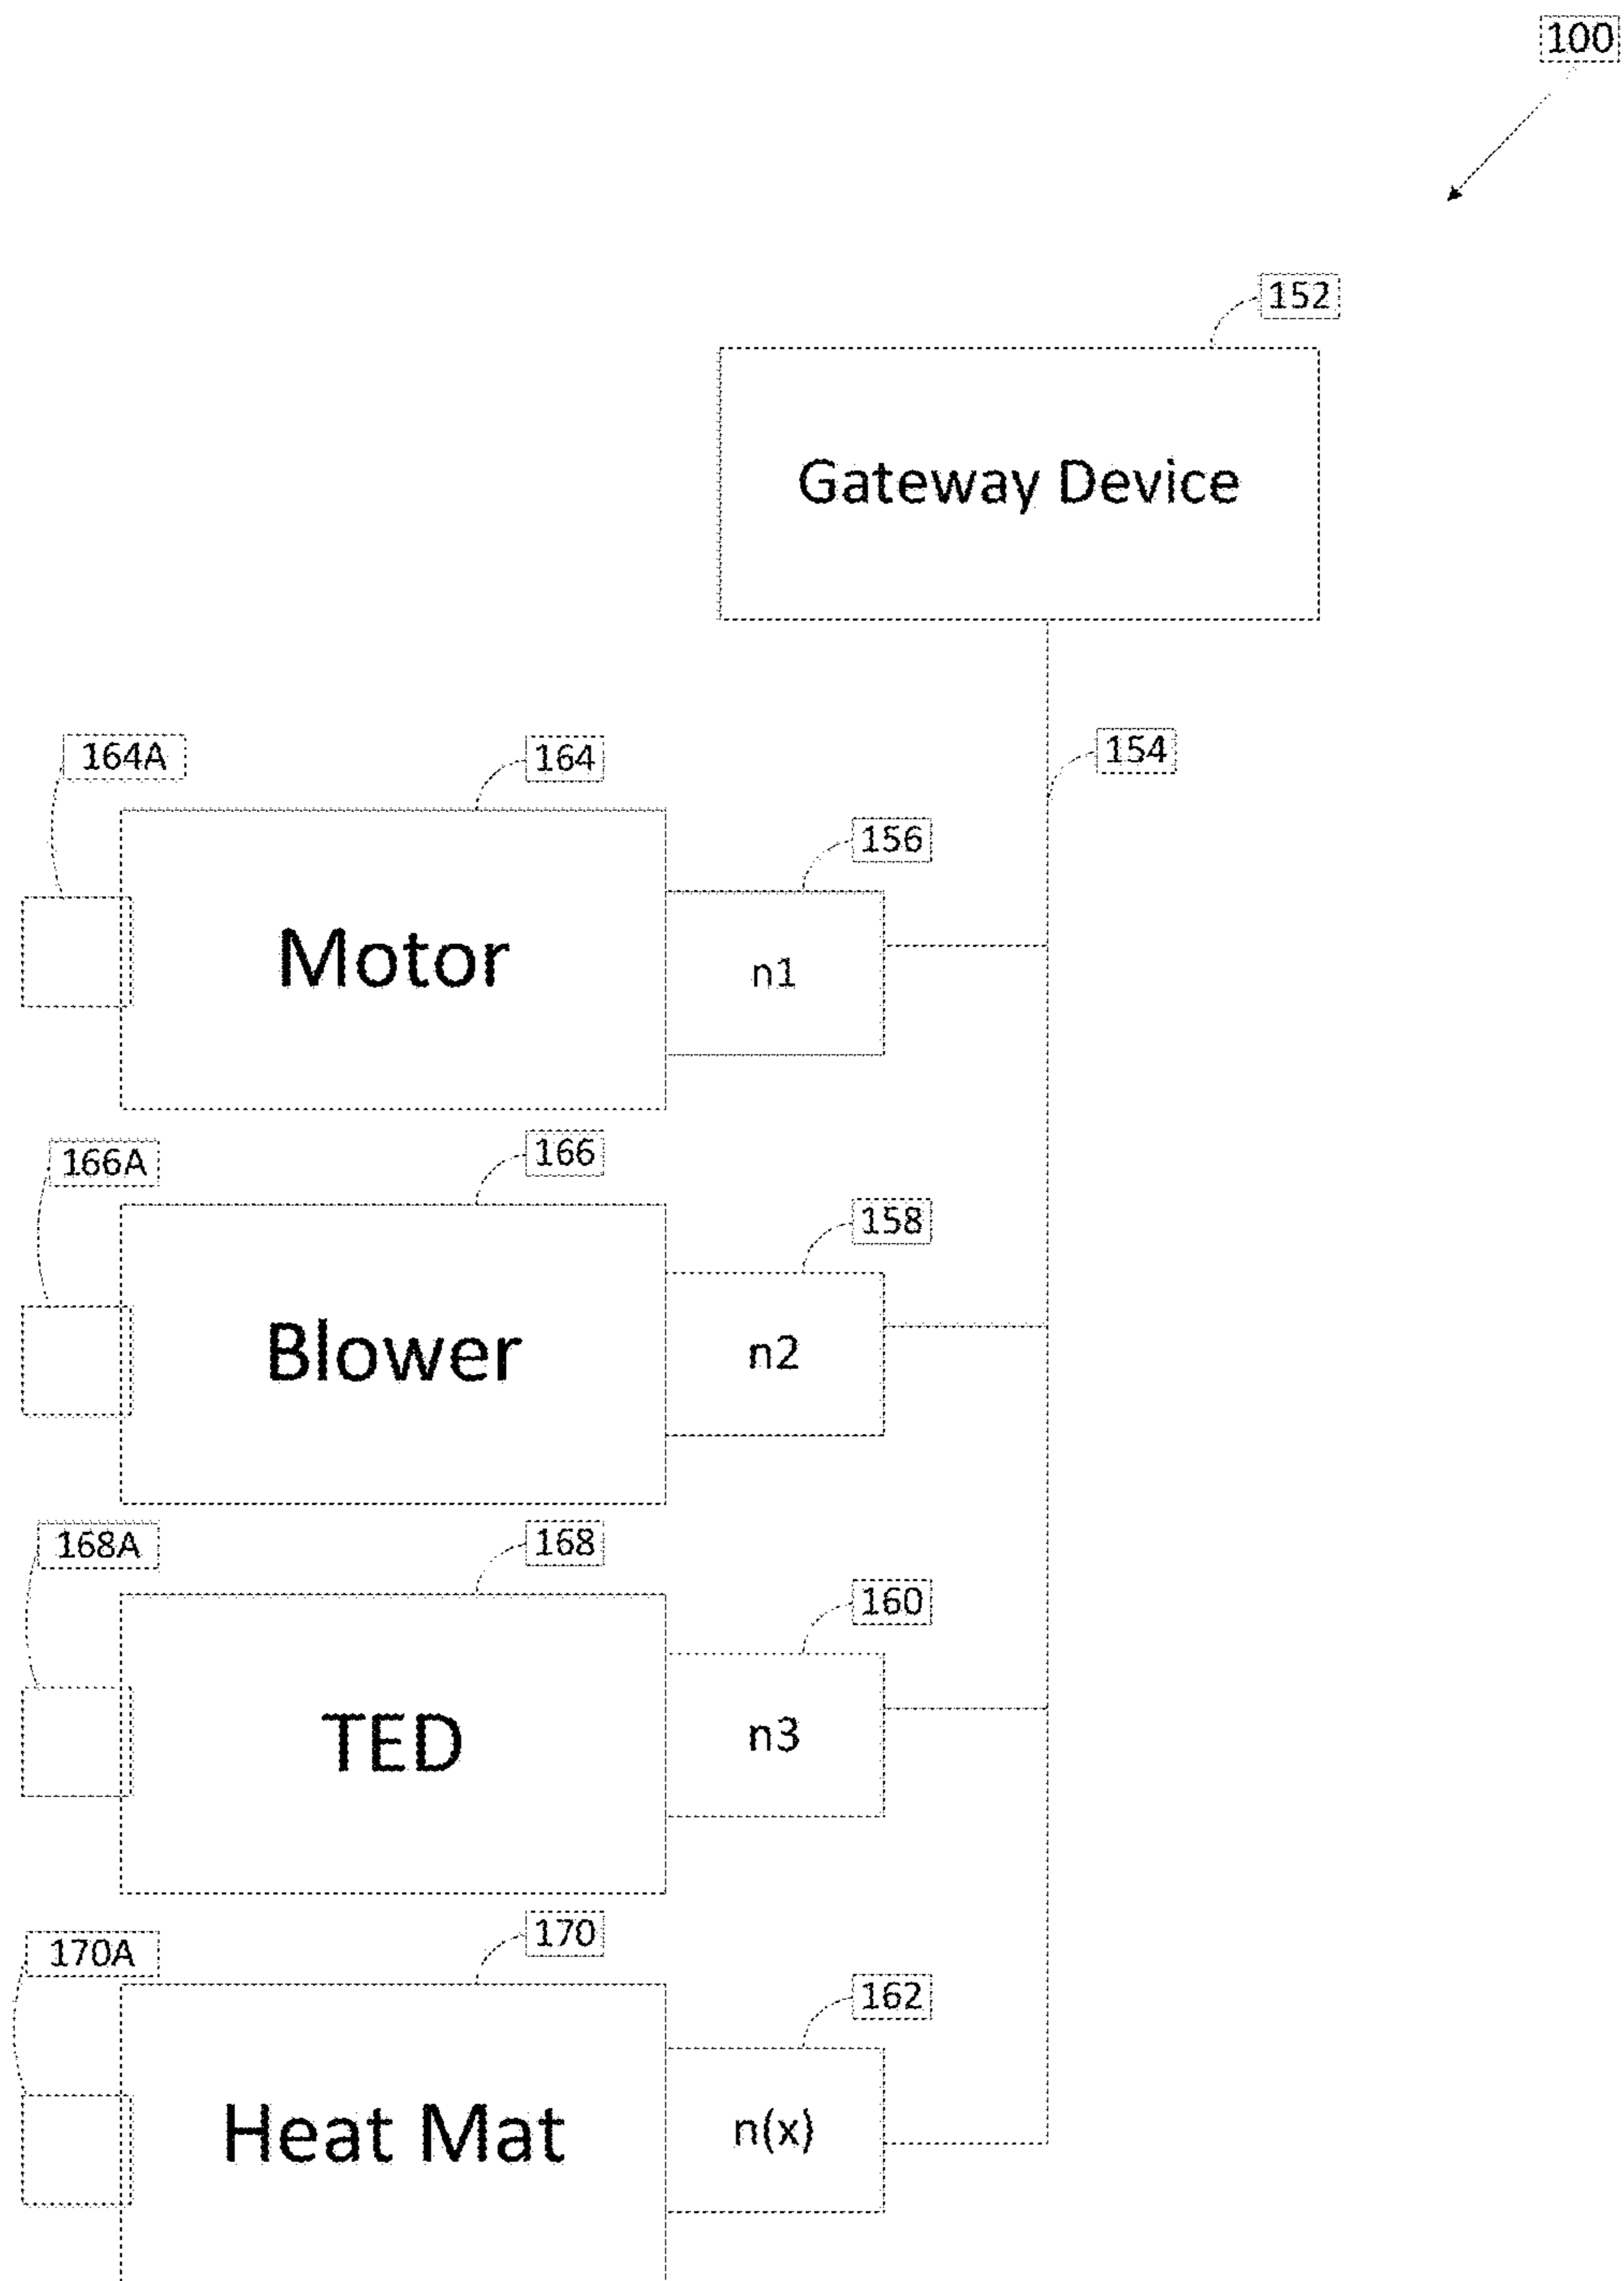 100
152
Gateway Device
154
164A
164
156
Motor
n1
166A
166
158
Blower
n2
168A
168
160
TED
n3
170A
170
162
Heat Mat
n(x)